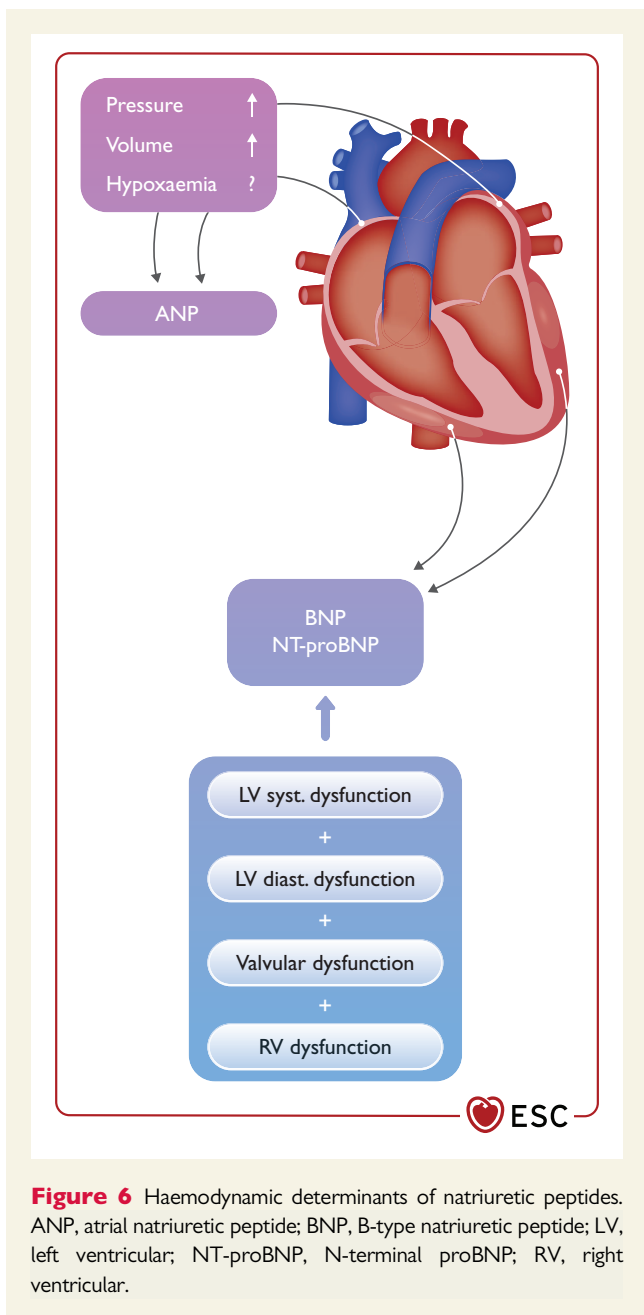 Pressure ↑
Volume ↑
Hypoxaemia ?
ANP
BNP
NT-proBNP
LV syst. dysfunction
+
LV diast. dysfunction
+
Valvular dysfunction
+
RV dysfunction
ESC
Figure 6 Haemodynamic determinants of natriuretic peptides.
ANP, atrial natriuretic peptide; BNP, B-type natriuretic peptide; LV,
left ventricular; NT-proBNP, N-terminal proBNP; RV, right
ventricular.